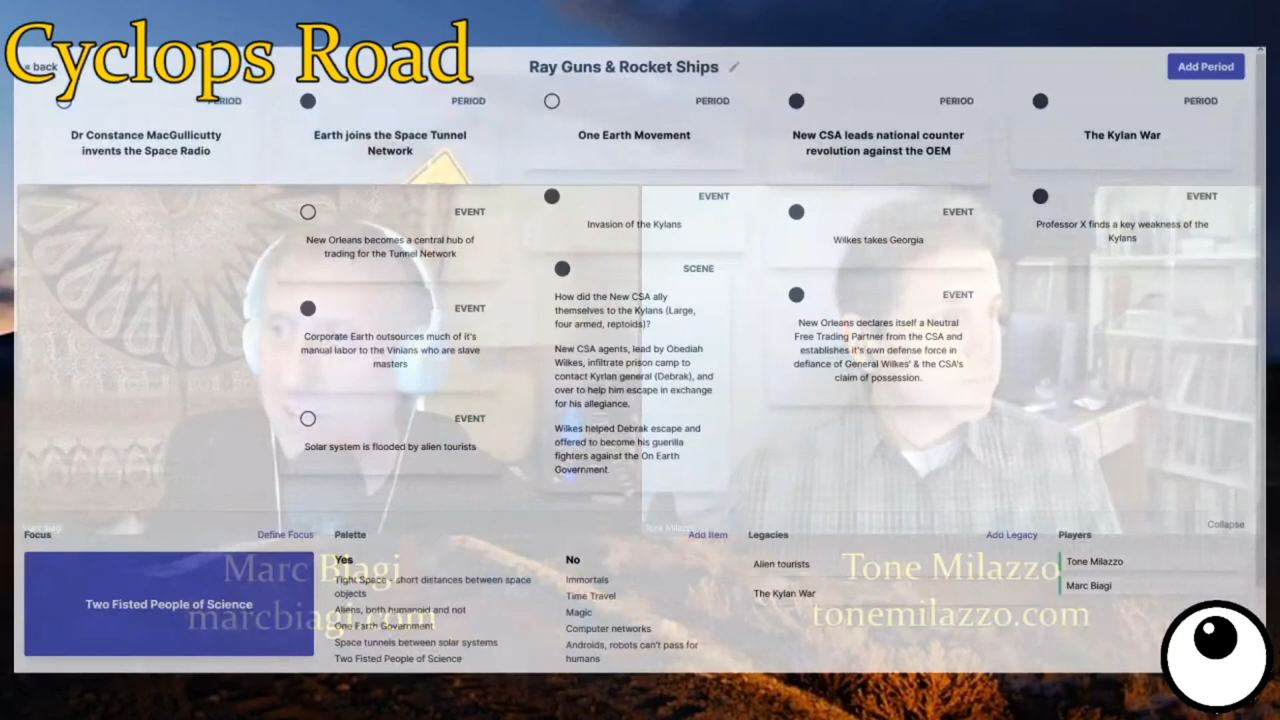 Cyclops Road
« back
Ray Guns & Rocket Ships
Add Period
PERIOD
Dr Constance MacGullicutty
invents the Space Radio
PERIOD
Earth joins the Space Tunnel
Network
PERIOD
One Earth Movement
PERIOD
New CSA leads national counter
revolution against the OEM
PERIOD
The Kylan War
EVENT
New Orleans becomes a central hub of
trading for the Tunnel Network
EVENT
Corporate Earth outsources much of it's
manual labor to the Vinians who are slave
masters
EVENT
Solar system is flooded by alien tourists
EVENT
Invasion of the Kylans
SCENE
How did the New CSA ally
themselves to the Kylans (Large,
four armed, reptoids)?
New CSA agents, lead by Obediah
Wilkes, infiltrate prison camp to
contact Kyrlan general (Debrak), and
over to help him escape in exchange
for his allegiance.
Wilkes helped Debrak escape and
offered to become his guerilla
fighters against the On Earth
Government.
EVENT
Wilkes takes Georgia
EVENT
New Orleans declares itself a Neutral
Free Trading Partner from the CSA and
establishes it's own defense force in
defiance of General Wilkes' & the CSA's
claim of possession.
EVENT
Professor X finds a key weakness of the
Kylans
Collapse
Focus
Define Focus
Two Fisted People of Science
Palette
Add Item
Yes
Tight Space - short distances between space
objects
Aliens, both humanoid and not
One Earth Government
Space tunnels between solar systems
Two Fisted People of Science
No
Immortals
Time Travel
Magic
Computer networks
Androids, robots can't pass for
humans
Legacies
Add Legacy
Alien tourists
The Kylan War
Players
Tone Milazzo
Marc Biagi
Tone Milazzo
Marc Biagi
marcbiagi.com
Tone Milazzo
tonemilazzo.com